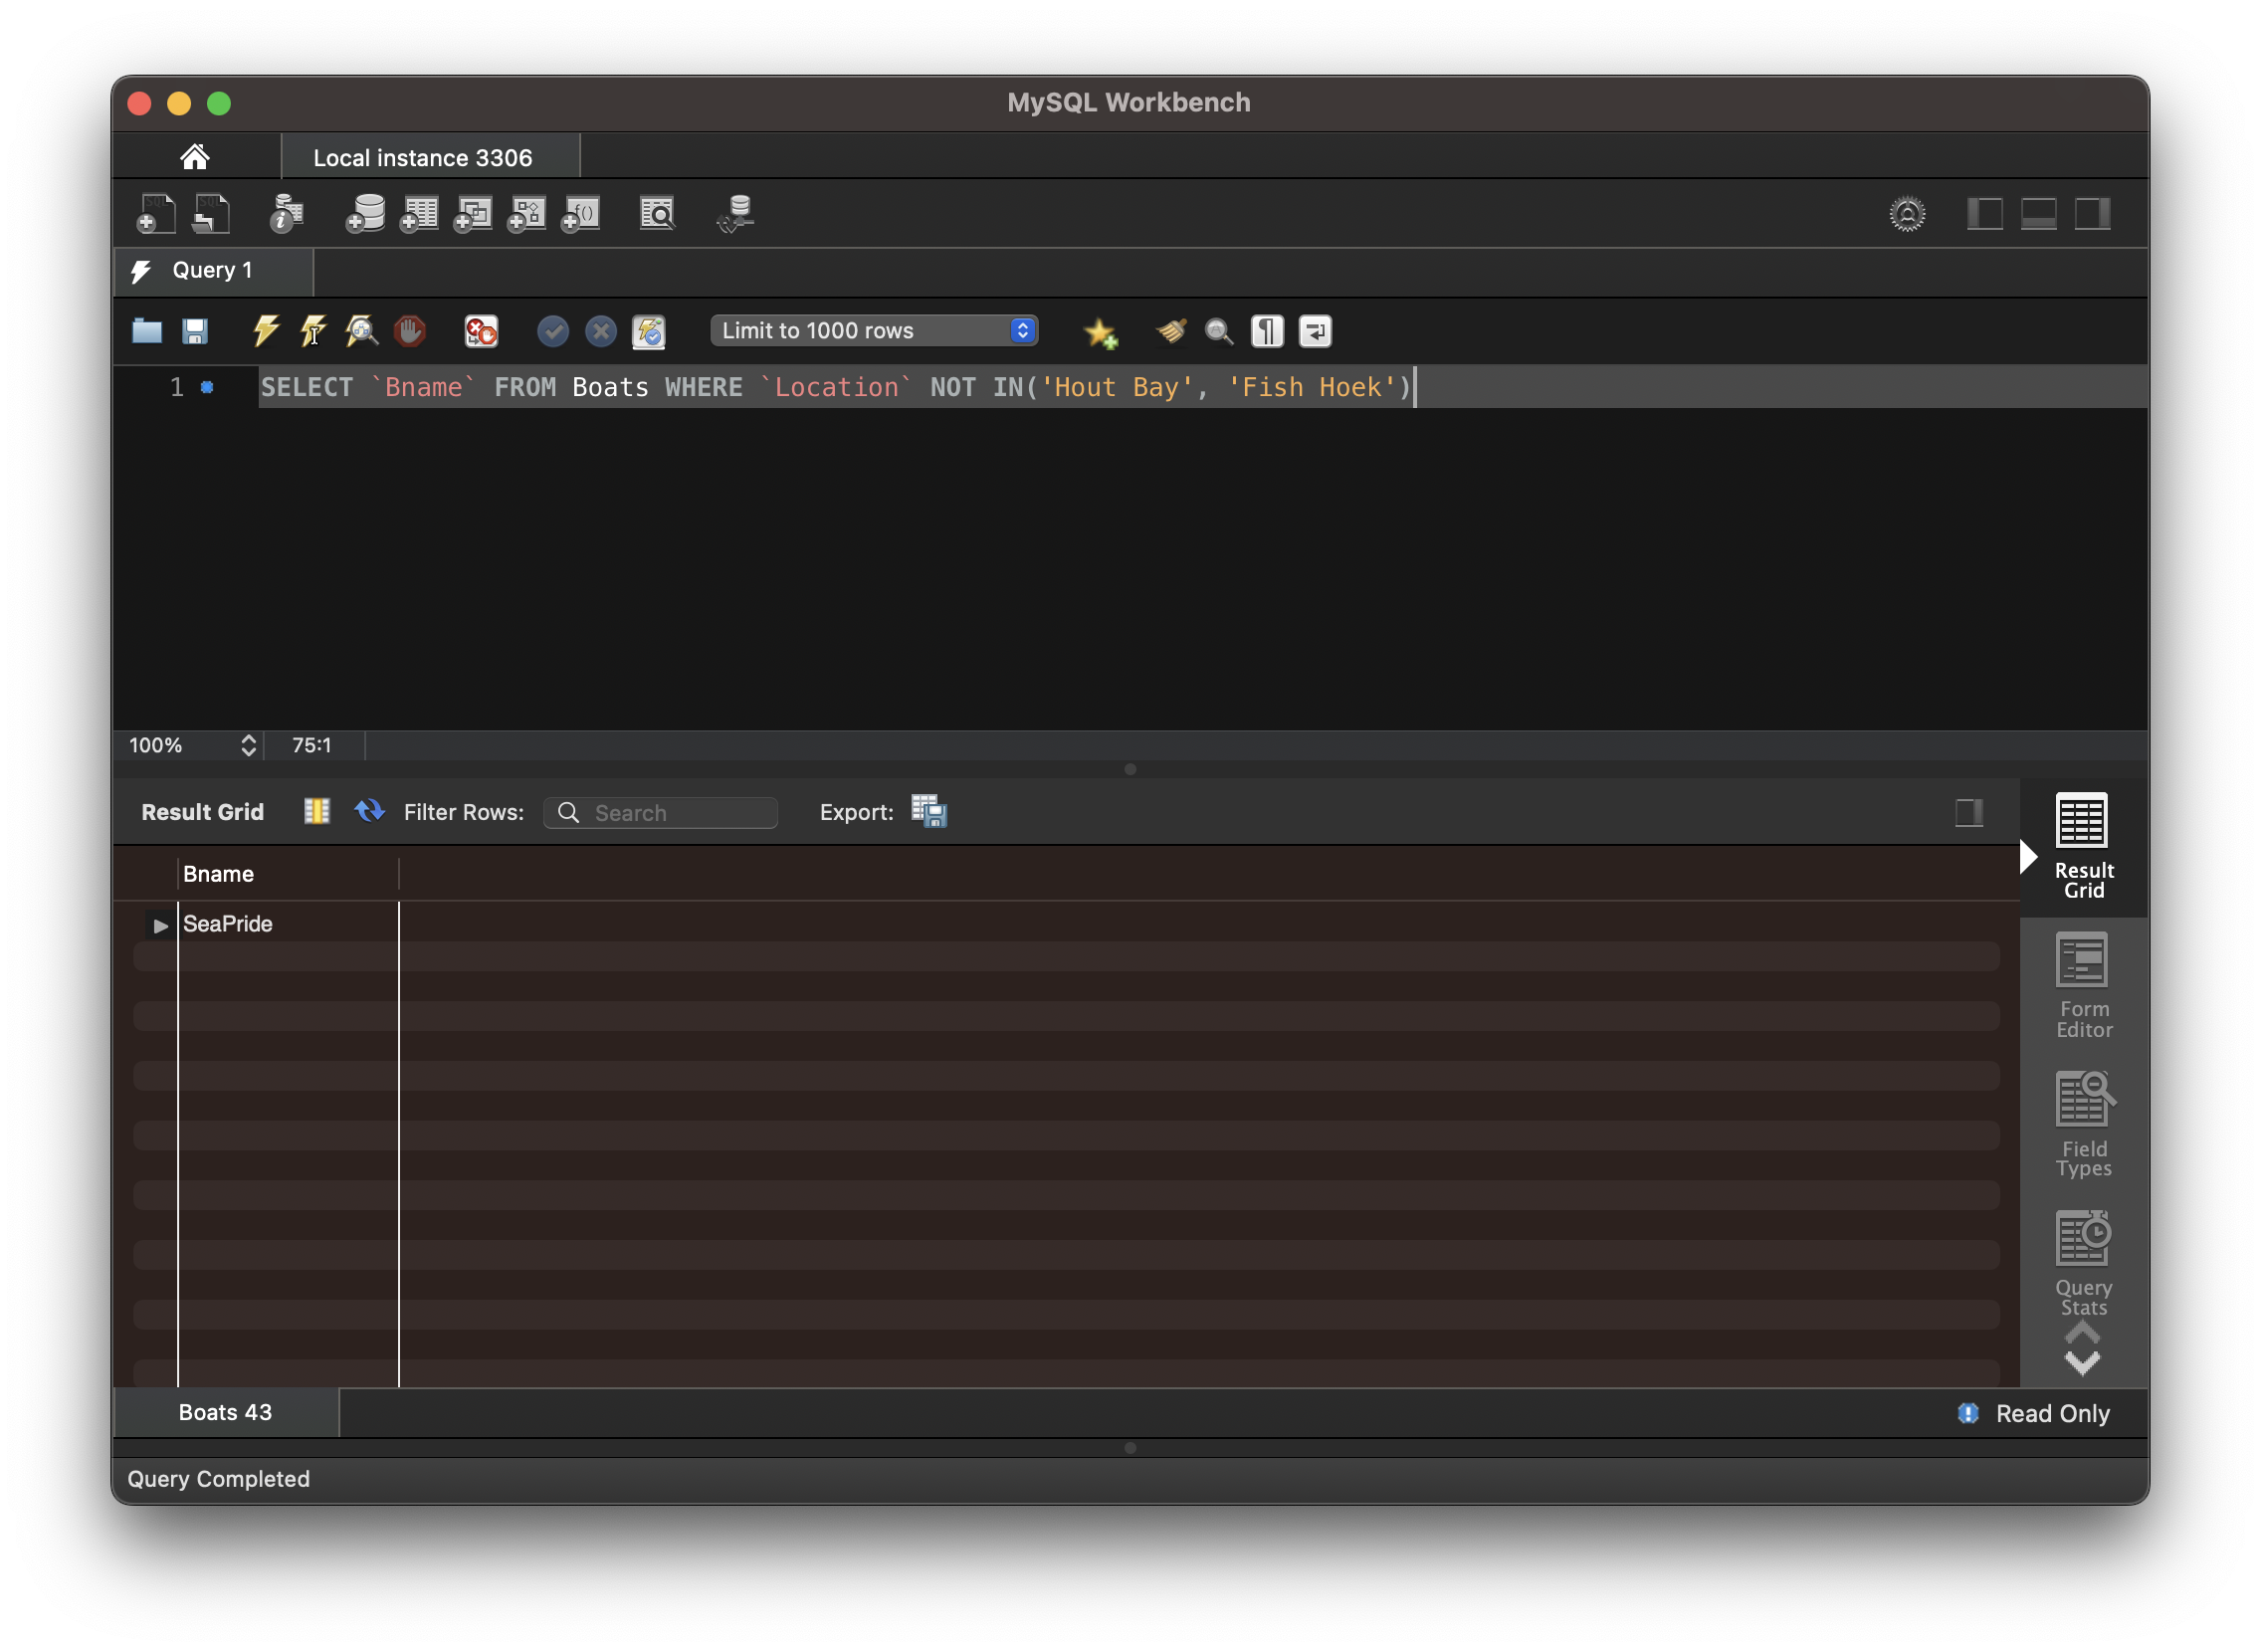 MySQL Workbench
Local instance 3306
Query 1
Limit to 1000 rows
1 SELECT `Bname` FROM Boats WHERE `Location` NOT IN('Hout Bay', 'Fish Hoek')
100% 75:1
Result Grid Filter Rows: Search Export:
Bname
SeaPride
Result
Grid
Form
Editor
Field
Types
Query
Stats
Boats 43 Read Only
Query Completed